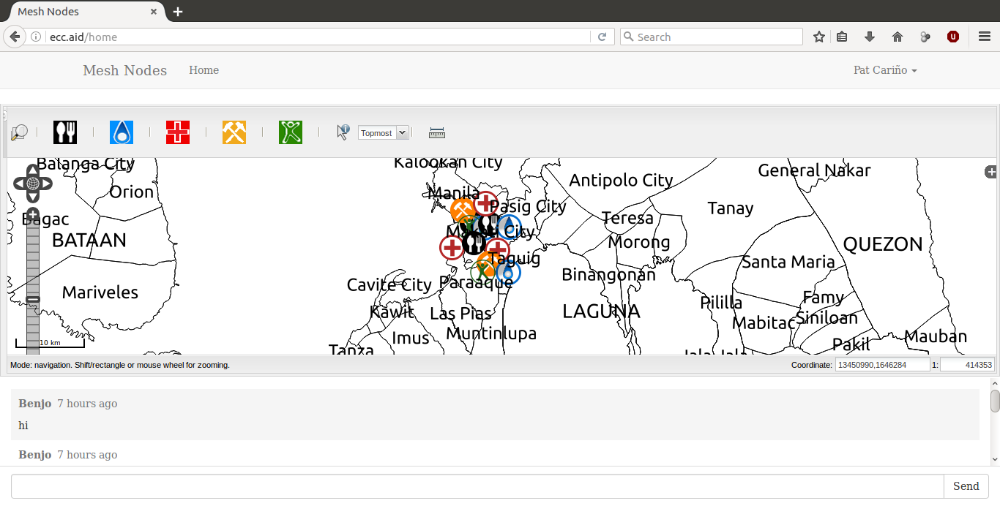 Mesh Nodes
ecc.aid/home
Search
Mesh Nodes Home Pat Cariño
Topmost
Balanga City
Kalookan City
General Nakar
Antipolo City
Orion
Manila
Pasig City
Tanay
Bagac
Teresa
BATAAN
City
Morong
QUEZON
Taguig
Santa Maria
Binangonan
Cavite City
Paraaque
Mariveles
Famy
Pililla
LAGUNA
Kawit
Las Pias
Mabitac
Siniloan
Muntinlupa
Imus
Mauban
Pakil
10 km
Tanza
Jala-Jala
Mode: navigation. Shift/rectangle or mouse wheel for zooming.
Coordinate: 13450990,1646284 1: 414353
Benjo 7 hours ago
hi
Benjo 7 hours ago
Send